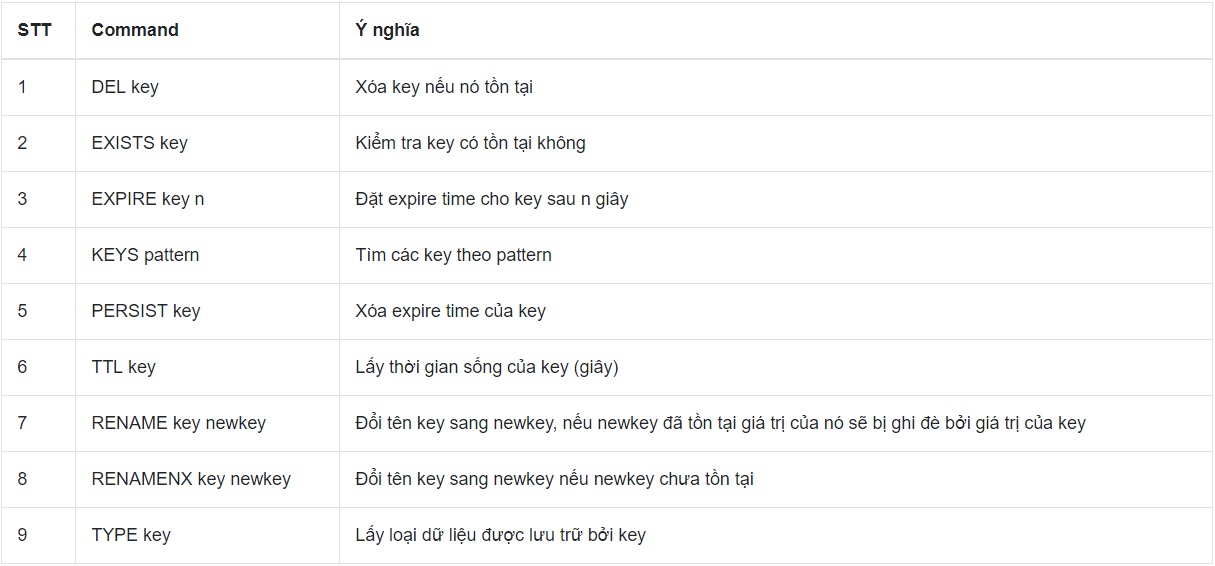 STT Command Ý nghĩa
1 DEL key Xóa key nếu nó tồn tại
2 EXISTS key Kiểm tra key có tồn tại không
3 EXPIRE key n Đặt expire time cho key sau n giây
4 KEYS pattern Tìm các key theo pattern
5 PERSIST key Xóa expire time của key
6 TTL key Lấy thời gian sống của key (giây)
7 RENAME key newkey Đổi tên key sang newkey, nếu newkey đã tồn tại giá trị của nó sẽ bị ghi đè bởi giá trị của key
8 RENAMENX key newkey Đổi tên key sang newkey nếu newkey chưa tồn tại
9 TYPE key Lấy loại dữ liệu được lưu trữ bởi key